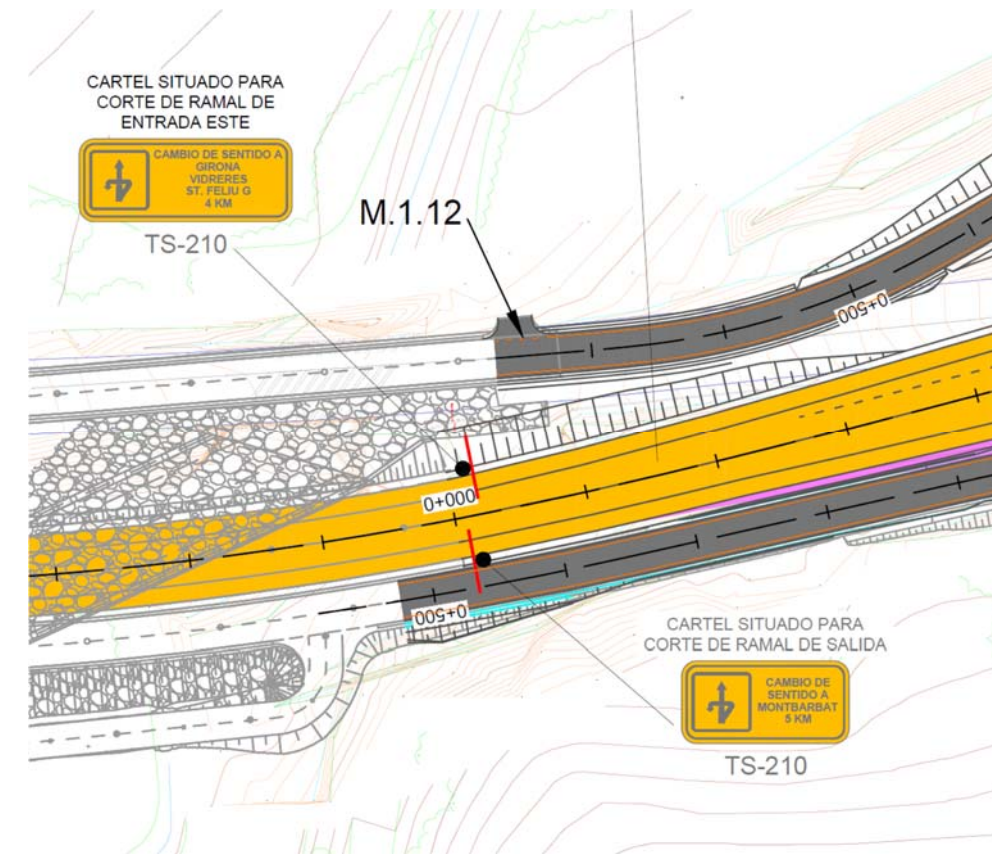 CARTEL SITUADO PARA
CORTE DE RAMAL DE
ENTRADA ESTE
CAMBIO DE SENTIDO A
GIRONA
VIDRERES
ST. FELIU G
4 KM
TS-210
M.1.12
0+500
0+000
0+500
CARTEL SITUADO PARA
CORTE DE RAMAL DE SALIDA
CAMBIO DE
SENTIDO A
MONTBARBAT
5 KM
TS-210